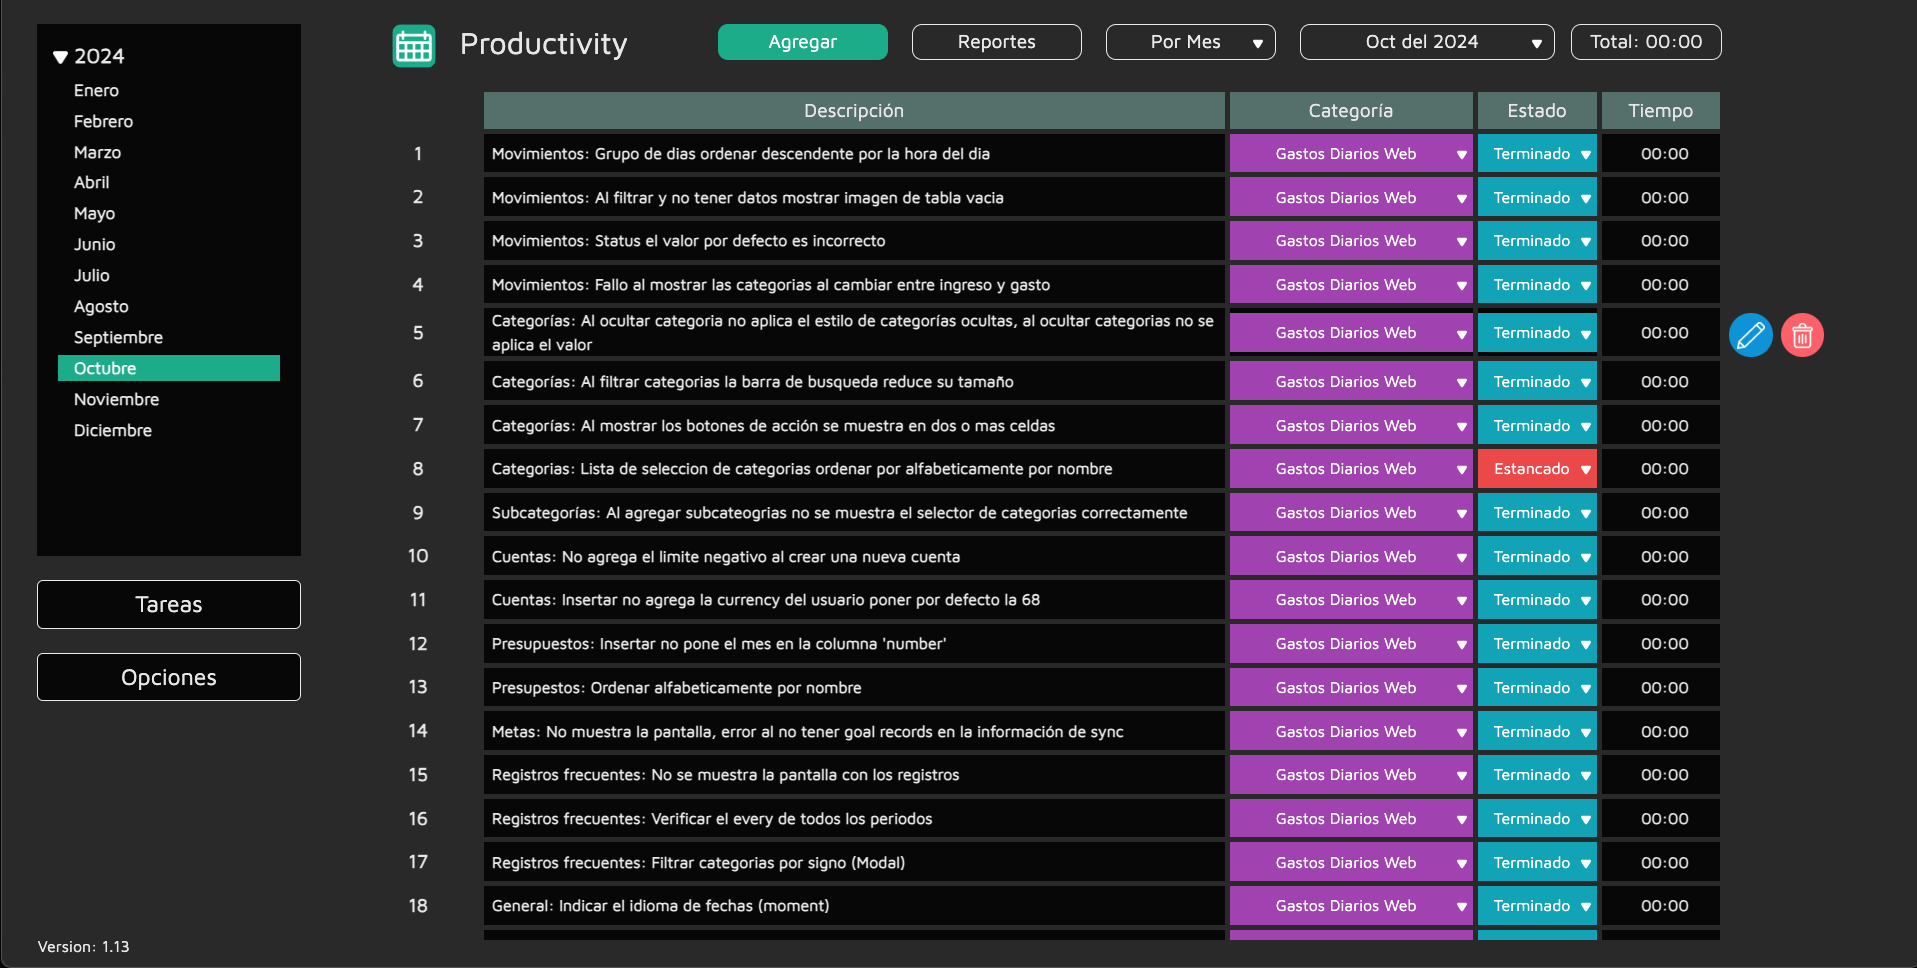 2024
Enero
Febrero
Marzo
Abril
Mayo
Junio
Julio
Agosto
Septiembre
Octubre
Noviembre
Diciembre
Tareas
Opciones
Version: 1.13
Productivity
Agregar
Reportes
Por Mes
Oct del 2024
Total: 00:00
Descripción Categoría Estado Tiempo
1 Movimientos: Grupo de dias ordenar descendente por la hora del dia Gastos Diarios Web Terminado 00:00
2 Movimientos: Al filtrar y no tener datos mostrar imagen de tabla vacia Gastos Diarios Web Terminado 00:00
3 Movimientos: Status el valor por defecto es incorrecto Gastos Diarios Web Terminado 00:00
4 Movimientos: Fallo al mostrar las categorias al cambiar entre ingreso y gasto Gastos Diarios Web Terminado 00:00
5 Categorías: Al ocultar categoria no aplica el estilo de categorías ocultas, al ocultar categorias no se
aplica el valor Gastos Diarios Web Terminado 00:00
6 Categorías: Al filtrar categorias la barra de busqueda reduce su tamaño Gastos Diarios Web Terminado 00:00
7 Categorías: Al mostrar los botones de acción se muestra en dos o mas celdas Gastos Diarios Web Terminado 00:00
8 Categorias: Lista de seleccion de categorias ordenar por alfabeticamente por nombre Gastos Diarios Web Estancado 00:00
9 Subcategorías: Al agregar subcateogrias no se muestra el selector de categorias correctamente Gastos Diarios Web Terminado 00:00
10 Cuentas: No agrega el limite negativo al crear una nueva cuenta Gastos Diarios Web Terminado 00:00
11 Cuentas: Insertar no agrega la currency del usuario poner por defecto la 68 Gastos Diarios Web Terminado 00:00
12 Presupuestos: Insertar no pone el mes en la columna 'number' Gastos Diarios Web Terminado 00:00
13 Presupestos: Ordenar alfabeticamente por nombre Gastos Diarios Web Terminado 00:00
14 Metas: No muestra la pantalla, error al no tener goal records en la información de sync Gastos Diarios Web Terminado 00:00
15 Registros frecuentes: No se muestra la pantalla con los registros Gastos Diarios Web Terminado 00:00
16 Registros frecuentes: Verificar el every de todos los periodos Gastos Diarios Web Terminado 00:00
17 Registros frecuentes: Filtrar categorias por signo (Modal) Gastos Diarios Web Terminado 00:00
18 General: Indicar el idioma de fechas (moment) Gastos Diarios Web Terminado 00:00